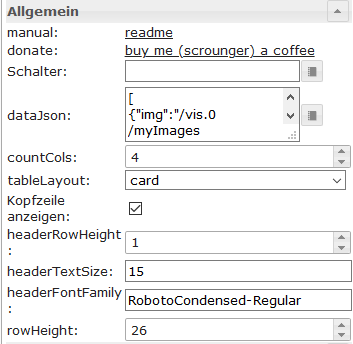 Allgemein
manual: readme
donate: buy me (scrounger) a coffee
Schalter:
dataJson: [
{"img":"/vis.0
/myImages
countCols: 4
tableLayout: card
Kopfzeile
anzeigen:
headerRowHeight
: 1
headerTextSize: 15
headerFontFamily
: RobotoCondensed-Regular
rowHeight: 26